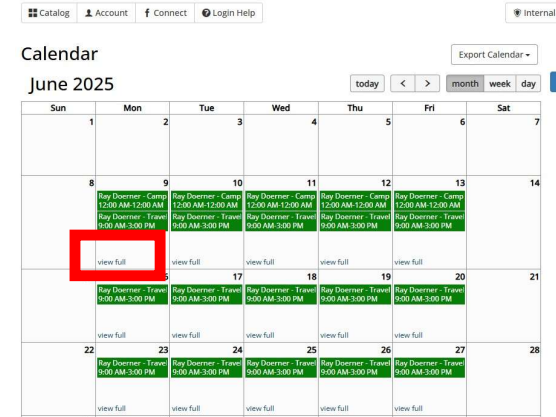 Catalog Account Connect Login Help Internal
Calendar Export Calendar
June 2025 today < > month week day
Sun Mon Tue Wed Thu Fri Sat
1 2 3 4 5 6 7
8 9 10 11 12 13 14
Ray Doerner - Camp Ray Doerner - Camp Ray Doerner - Camp Ray Doerner - Camp Ray Doerner - Camp
12:00 AM-12:00 AM 12:00 AM-12:00 AM 12:00 AM-12:00 AM 12:00 AM-12:00 AM 12:00 AM-12:00 AM
Ray Doerner - Travel Ray Doerner - Travel Ray Doerner - Travel Ray Doerner - Travel Ray Doerner - Travel
9:00 AM-3:00 PM 9:00 AM-3:00 PM 9:00 AM-3:00 PM 9:00 AM-3:00 PM 9:00 AM-3:00 PM
view full view full view full view full view full
17 18 19 20 21
Ray Doerner - Travel Ray Doerner - Travel Ray Doerner - Travel Ray Doerner - Travel Ray Doerner - Travel
9:00 AM-3:00 PM 9:00 AM-3:00 PM 9:00 AM-3:00 PM 9:00 AM-3:00 PM 9:00 AM-3:00 PM
view full view full view full view full view full
22 23 24 25 26 27 28
Ray Doerner - Travel Ray Doerner - Travel Ray Doerner - Travel Ray Doerner - Travel Ray Doerner - Travel
9:00 AM-3:00 PM 9:00 AM-3:00 PM 9:00 AM-3:00 PM 9:00 AM-3:00 PM 9:00 AM-3:00 PM
view full view full view full view full view full